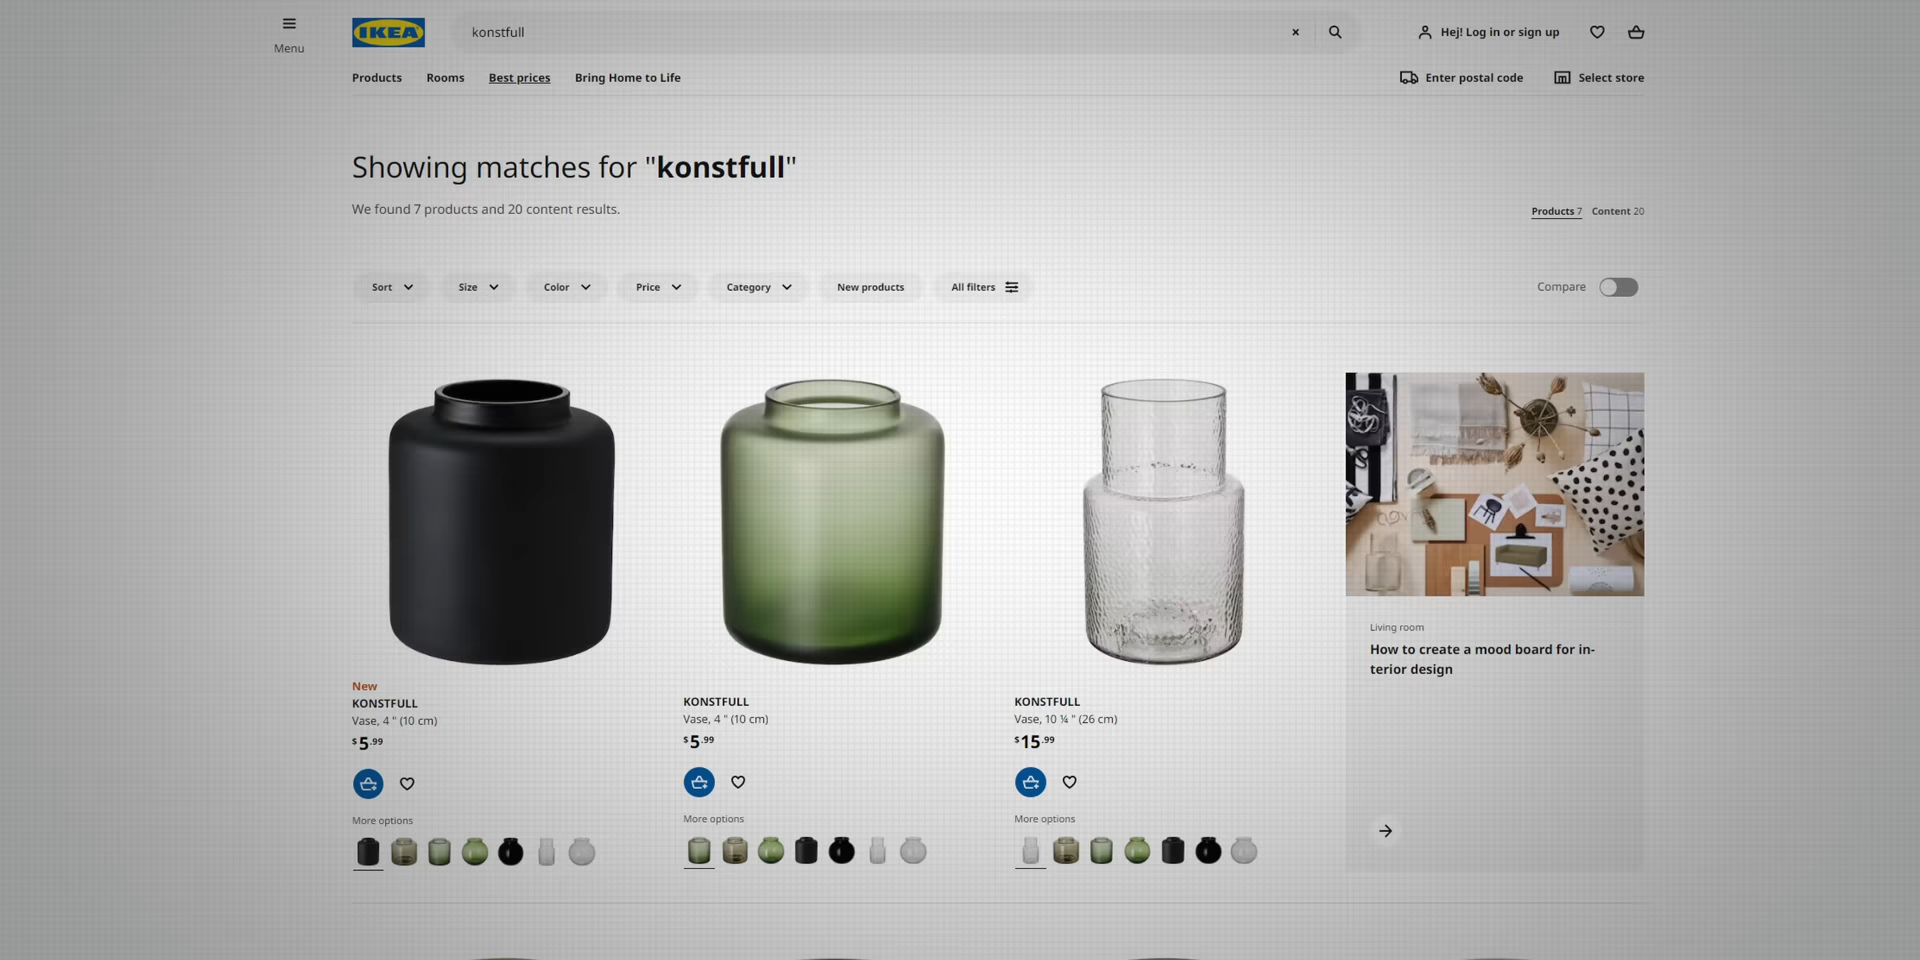 Menu
IKEA
konstfull
Hej! Log in or sign up
Products
Rooms
Best prices
Bring Home to Life
Enter postal code
Select store
Showing matches for "konstfull"
We found 7 products and 20 content results.
Products 7
Content 20
Sort
Size
Color
Price
Category
New products
All filters
Compare
New
KONSTFULL
Vase, 4 " (10 cm)
$5.99
More options
KONSTFULL
Vase, 4 " (10 cm)
$5.99
More options
KONSTFULL
Vase, 10 ¼ " (26 cm)
$15.99
More options
Living room
How to create a mood board for in-
terior design